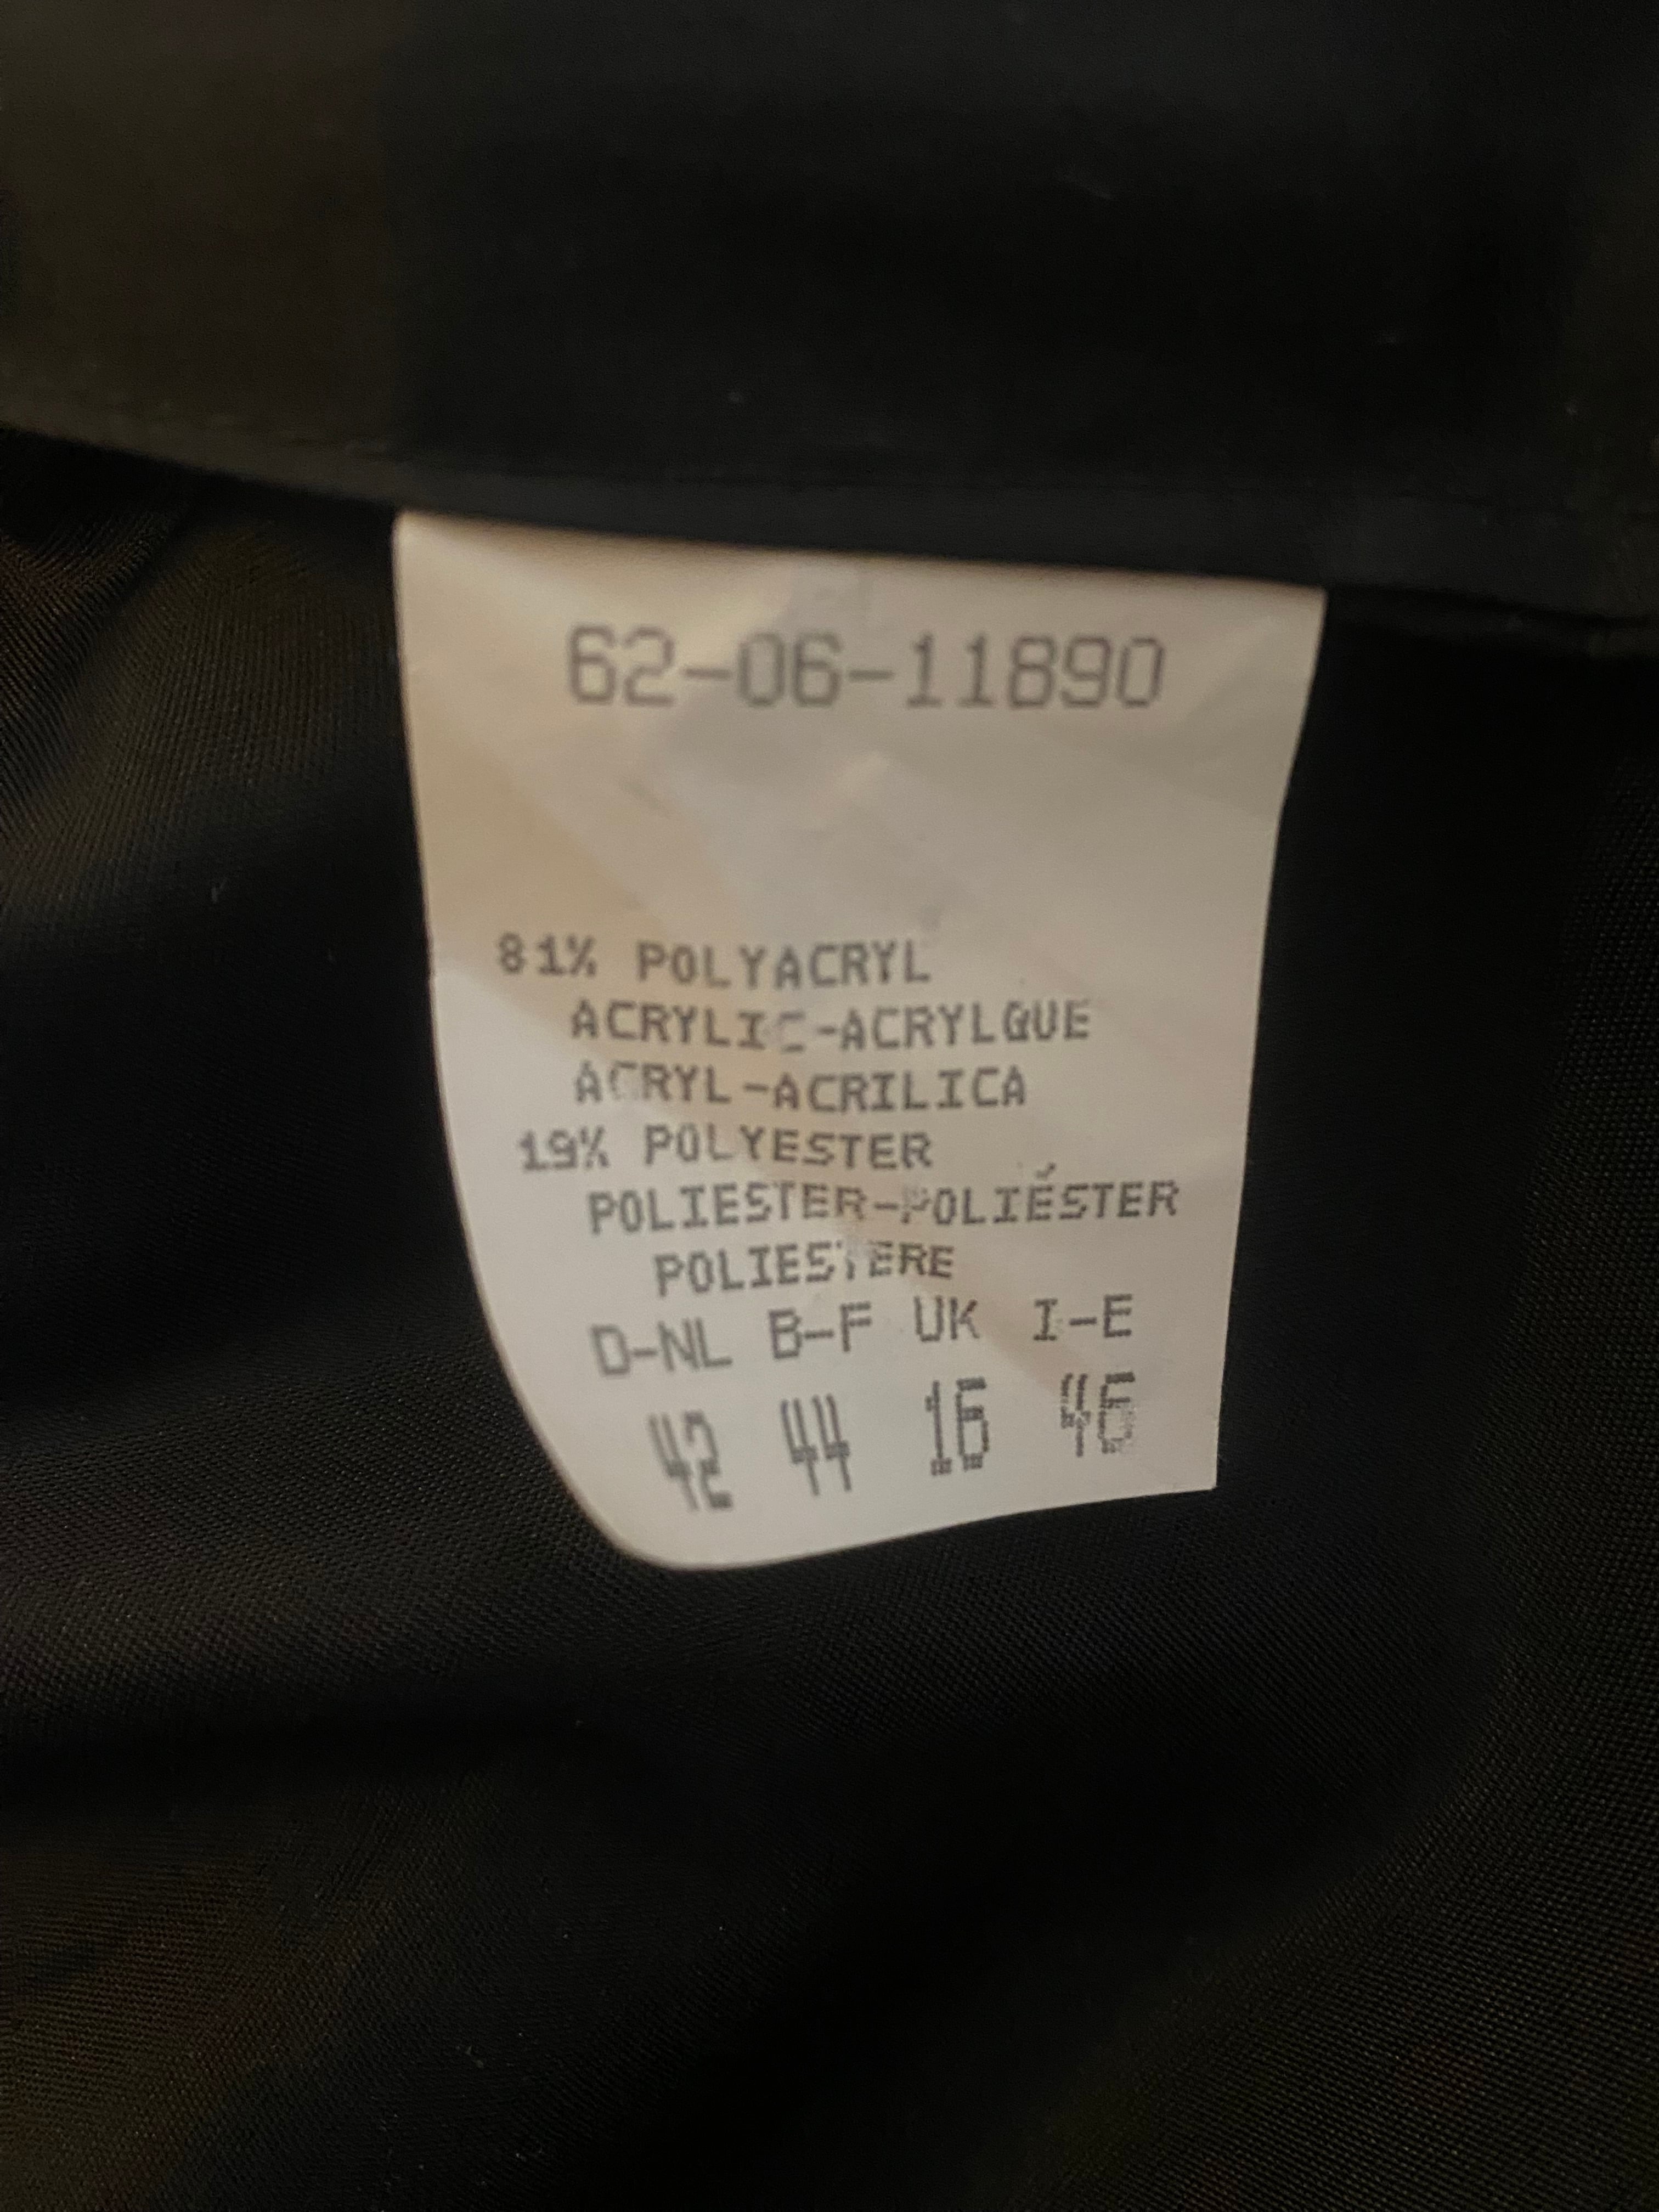 62-06-11890
81% POLYACRYL
ACRYLIC-ACRYLQUE
ACRYL-ACRILICA
19% POLYESTER
POLIESTER-POLIÉSTER
POLIESTERE
D-NL B-F UK I-E
42 44 16 46